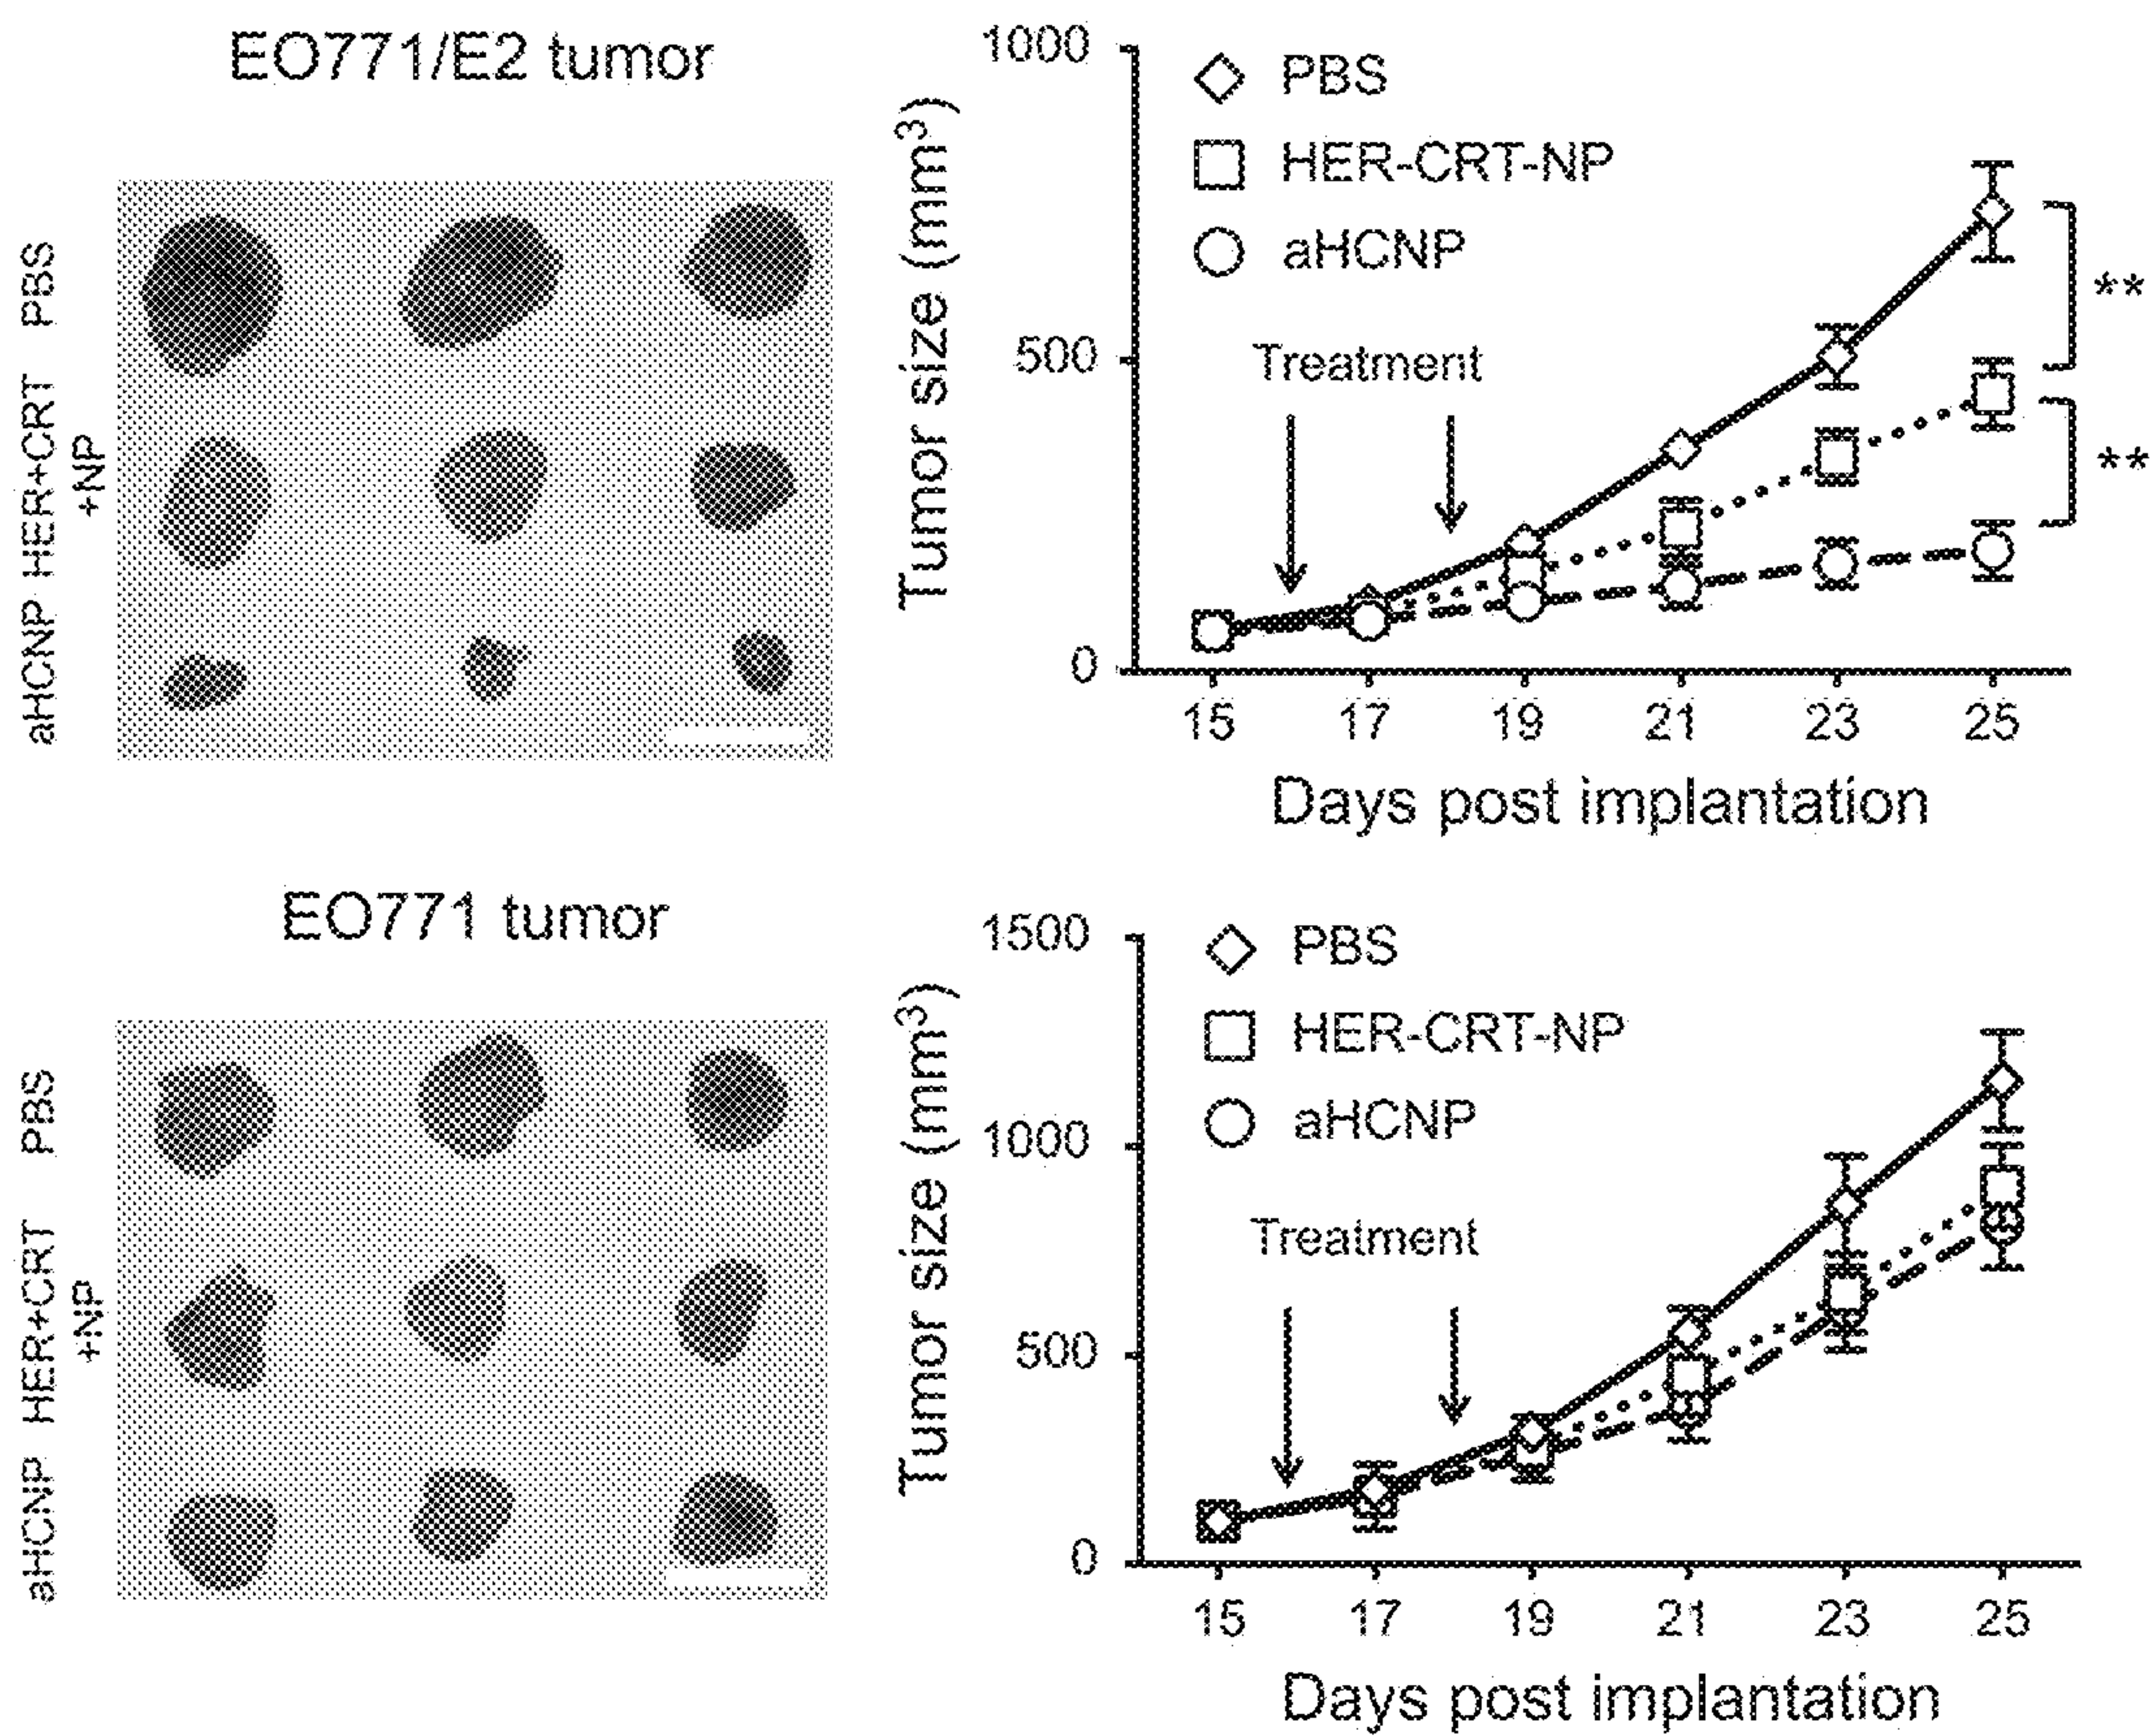 EO771/E2 tumor
PBS
HER+CRT
+NP
aHCNP
Tumor size (mm³)
1000
500
0
PBS
HER-CRT-NP
aHCNP
Treatment
**
**
15 17 19 21 23 25
Days post implantation
EO771 tumor
PBS
HER+CRT
+NP
aHCNP
Tumor size (mm³)
1500
1000
500
0
PBS
HER-CRT-NP
aHCNP
Treatment
15 17 19 21 23 25
Days post implantation